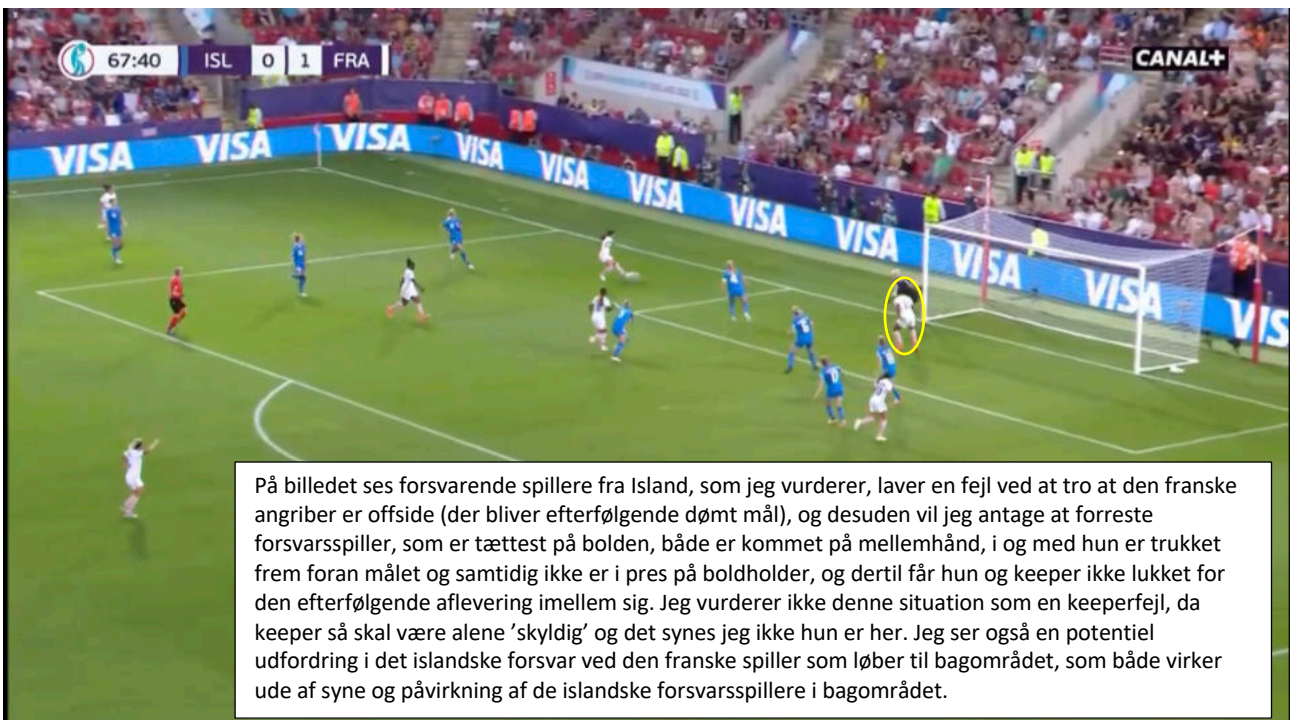 67:40 ISL 0 1 FRA
CANAL+
VISA VISA VISA VISA VISA VISA VISA VISA VISA VISA VIS
På billedet ses forsvarende spillere fra Island, som jeg vurderer, laver en fejl ved at tro at den franske
angriber er offside (der bliver efterfølgende dømt mål), og desuden vil jeg antage at forreste
forsvarsspiller, som er tættest på bolden, både er kommet på mellemhånd, i og med hun er trukket
frem foran målet og samtidig ikke er i pres på boldholder, og dertil får hun og keeper ikke lukket for
den efterfølgende aflevering imellem sig. Jeg vurderer ikke denne situation som en keeperfejl, da
keeper så skal være alene ’skyldig’ og det synes jeg ikke hun er her. Jeg ser også en potentiel
udfordring i det islandske forsvar ved den franske spiller som løber til bagområdet, som både virker
ude af syne og påvirkning af de islandske forsvarsspillere i bagområdet.